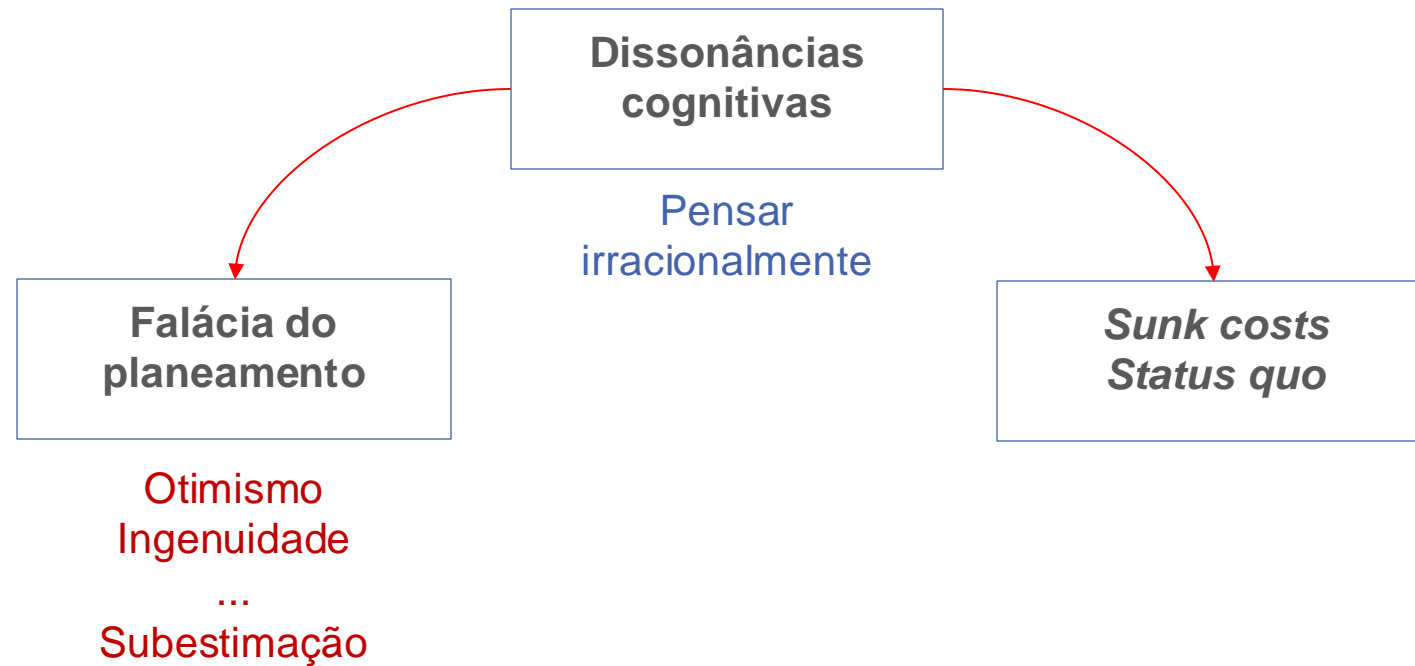 Dissonâncias
cognitivas
Pensar
irracionalmente
Falácia do
planeamento
Sunk costs
Status quo
Otimismo
Ingenuidade
...
Subestimação